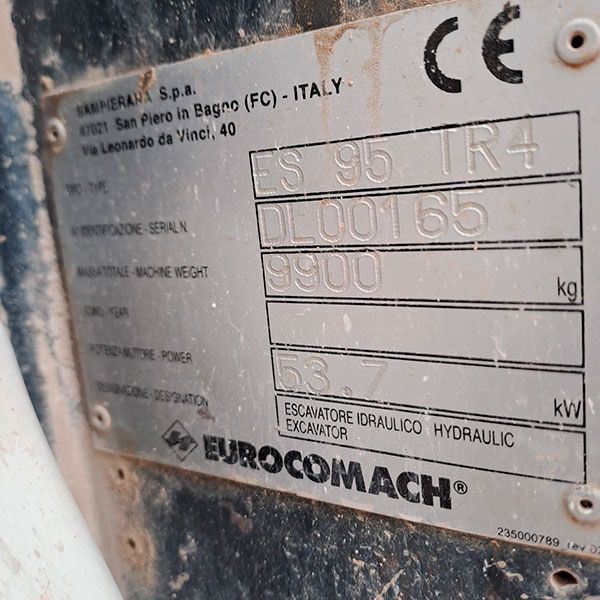 SAMPIERANA S.p.a.
47021 San Piero in Bagno (FC) - ITALY
Via Leonardo da Vinci, 40
CE
TIPO - TYPE ES 95 TR4
N° IDENTIFICAZIONE - SERIAL N. DL00165
MASSA TOTALE - MACHINE WEIGHT 9900 kg
ANNO - YEAR
POTENZA MOTORE - POWER 53.7 kW
DESIGNAZIONE - DESIGNATION ESCAVATORE IDRAULICO - HYDRAULIC
EXCAVATOR
EUROCOMACH®
235000789_rev 02